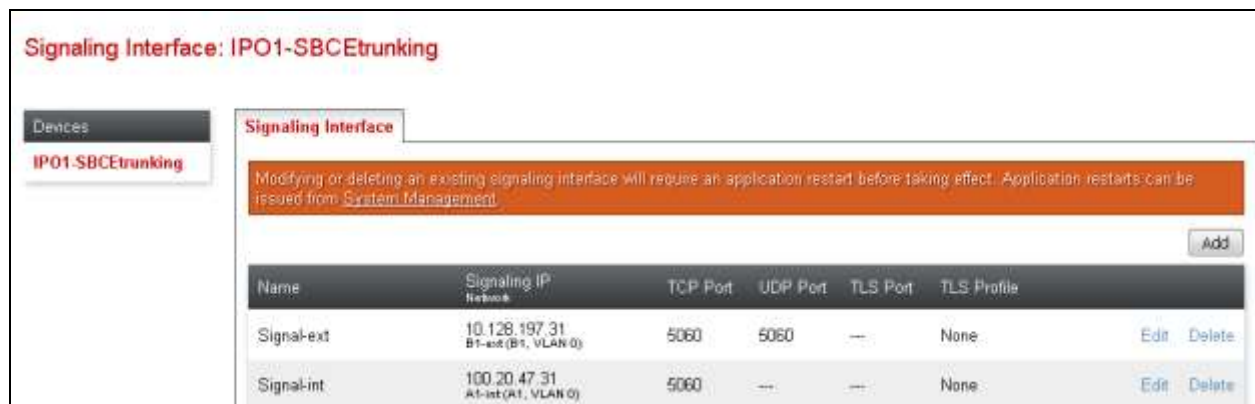 Signaling Interface: IPO1-SBCEtrunking
Devices
IPO1-SBCEtrunking
Signaling Interface
Modifying or deleting an existing signaling interface will require an application restart before taking effect. Application restarts can be
issued from System Management.
Add
Name Signaling IP TCP Port UDP Port TLS Port TLS Profile
Network
Signal-ext 10.128.197.31 5060 5060 --- None Edit Delete
B1-ext (B1, VLAN 0)
Signal-int 100.20.47.31 5060 --- --- None Edit Delete
A1-int (A1, VLAN 0)